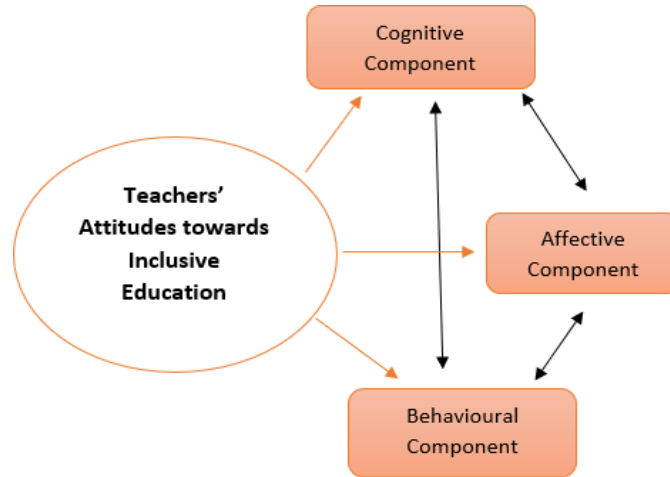 Cognitive
Component
Teachers’
Attitudes towards
Inclusive
Education
Affective
Component
Behavioural
Component